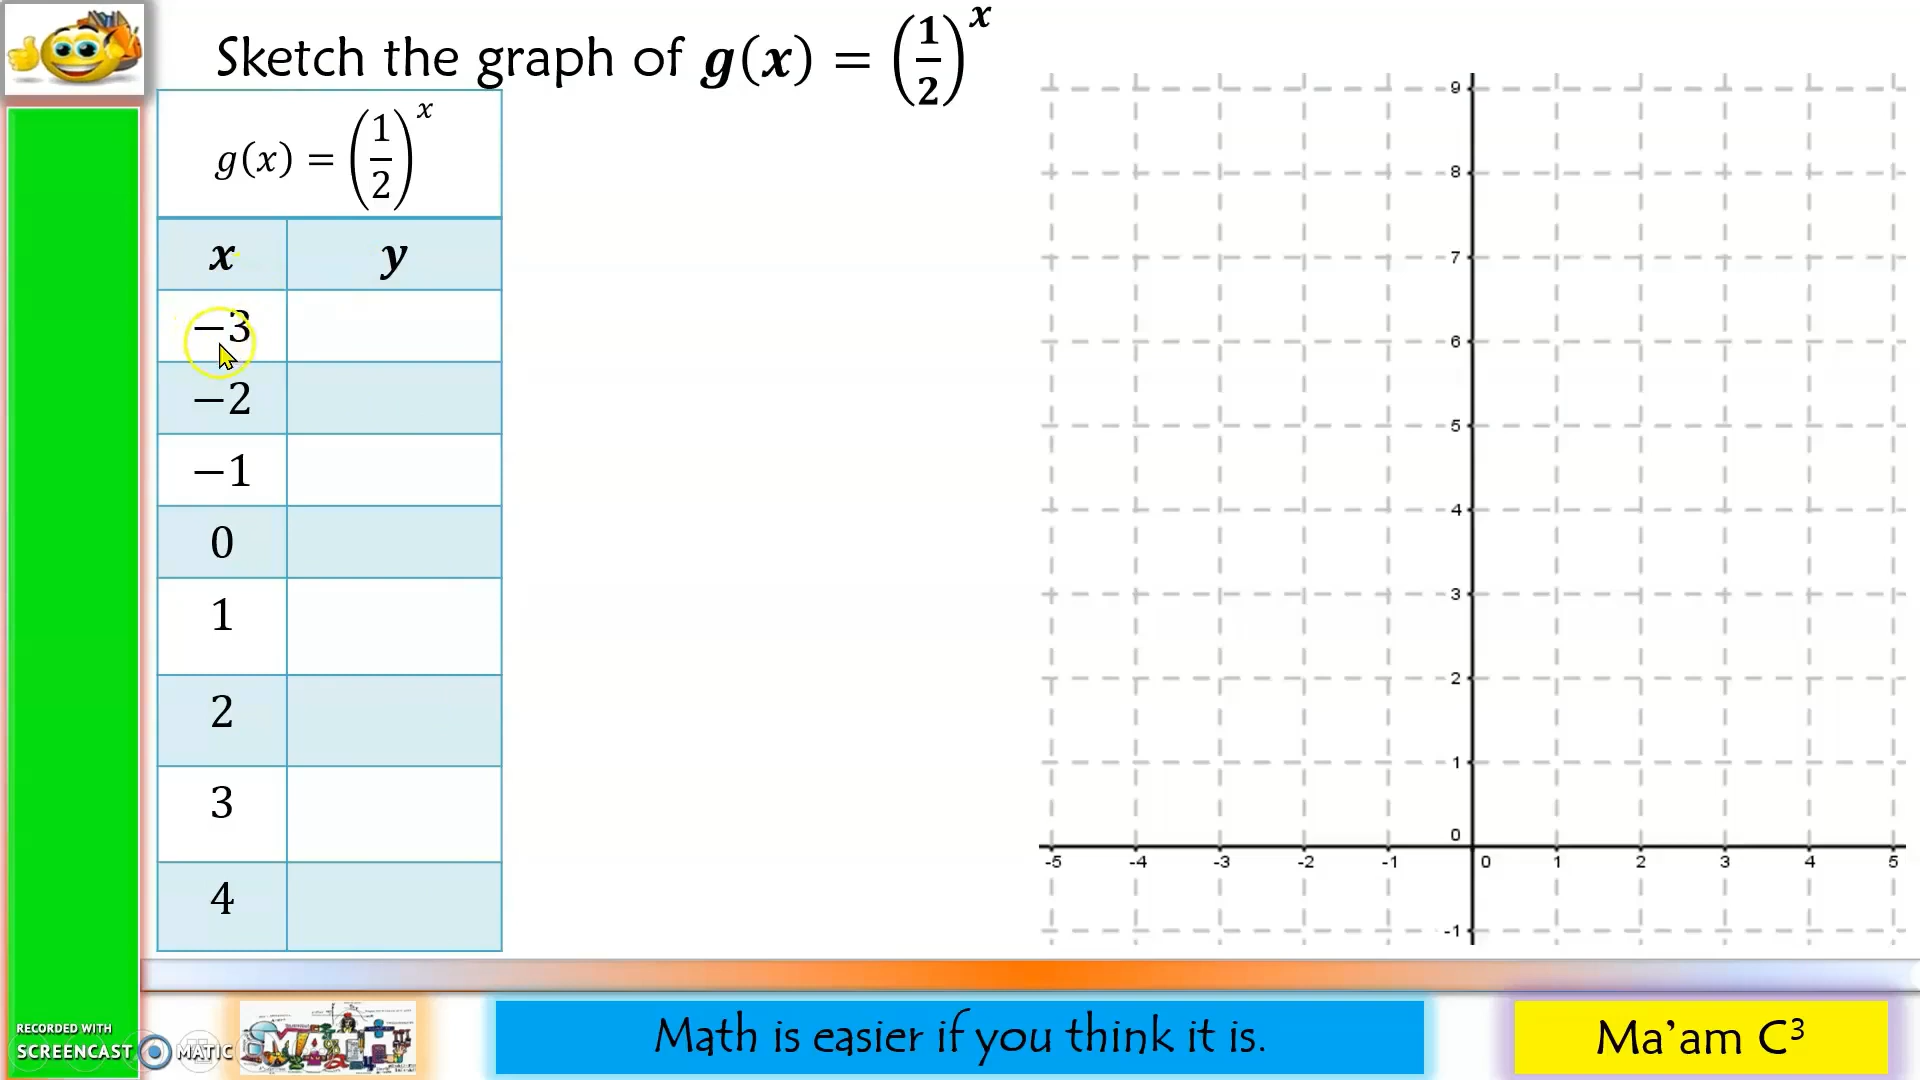 Sketch the graph of g(x) = (1/2)^x
g(x) = (1/2)^x
x y
−3
−2
−1
0
1
2
3
4
9
8
7
6
5
4
3
2
1
0
-5 -4 -3 -2 -1 0 1 2 3 4 5
-1
RECORDED WITH
SCREENCAST MATIC
MATH
Math is easier if you think it is.
Ma’am C³